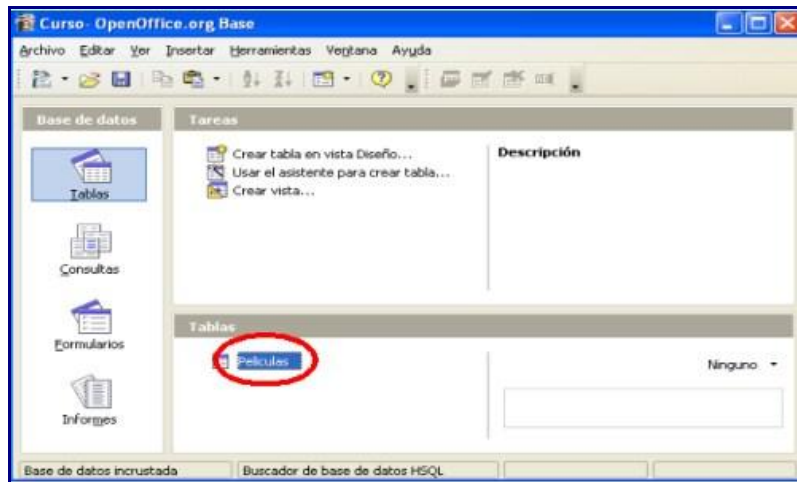 Curso- OpenOffice.org Base
Archivo Editar Ver Insertar Herramientas Ventana Ayuda
Base de datos
Tareas
Tablas
Consultas
Formularios
Informes
Crear tabla en vista Diseño...
Usar el asistente para crear tabla...
Crear vista...
Descripción
Tablas
Peliculas
Ninguno
Base de datos incrustada
Buscador de base de datos HSQL